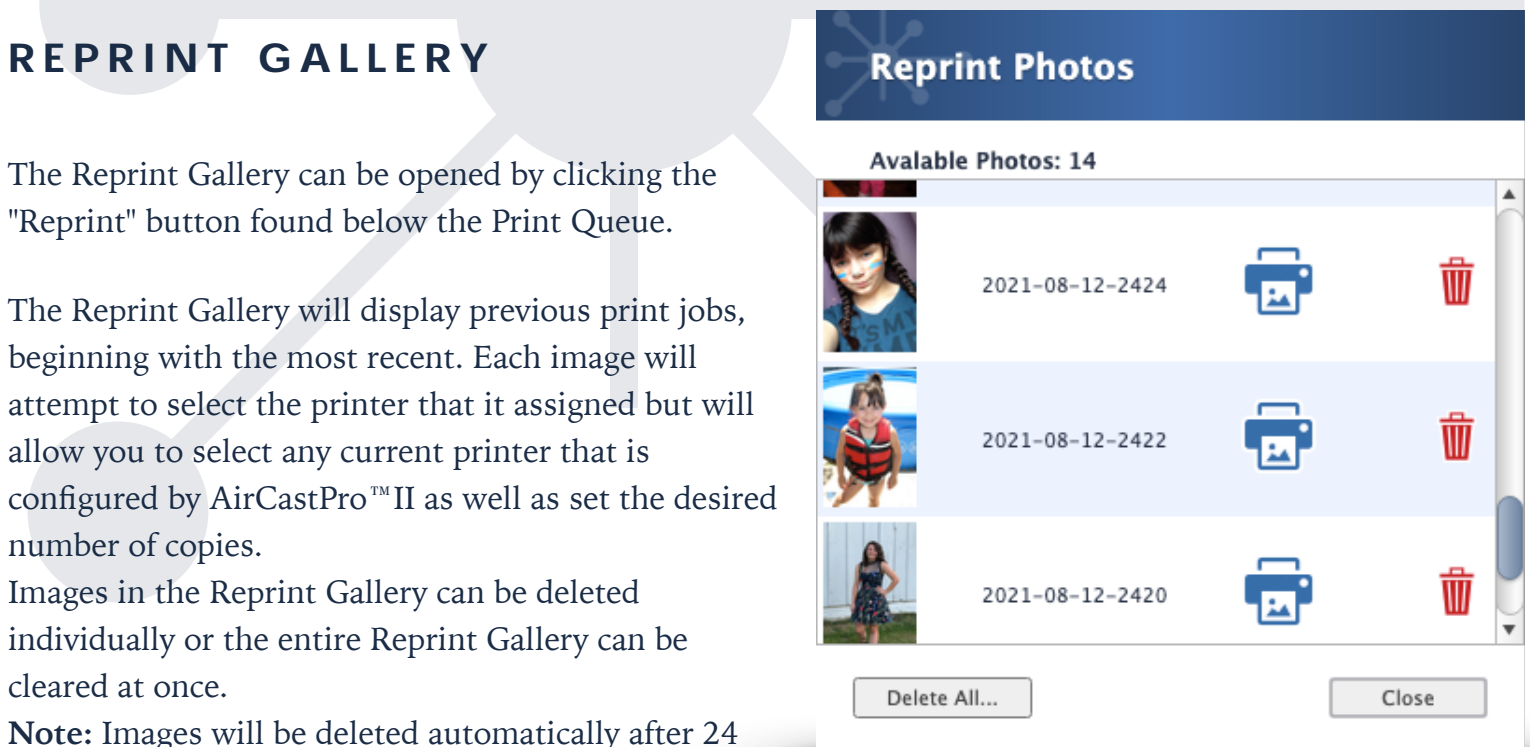 REPRINT GALLERY
The Reprint Gallery can be opened by clicking the
"Reprint" button found below the Print Queue.
The Reprint Gallery will display previous print jobs,
beginning with the most recent. Each image will
attempt to select the printer that it assigned but will
allow you to select any current printer that is
configured by AirCastPro™II as well as set the desired
number of copies.
Images in the Reprint Gallery can be deleted
individually or the entire Reprint Gallery can be
cleared at once.
Note: Images will be deleted automatically after 24
Reprint Photos
Avalable Photos: 14
2021-08-12-2424
2021-08-12-2422
2021-08-12-2420
Delete All...
Close